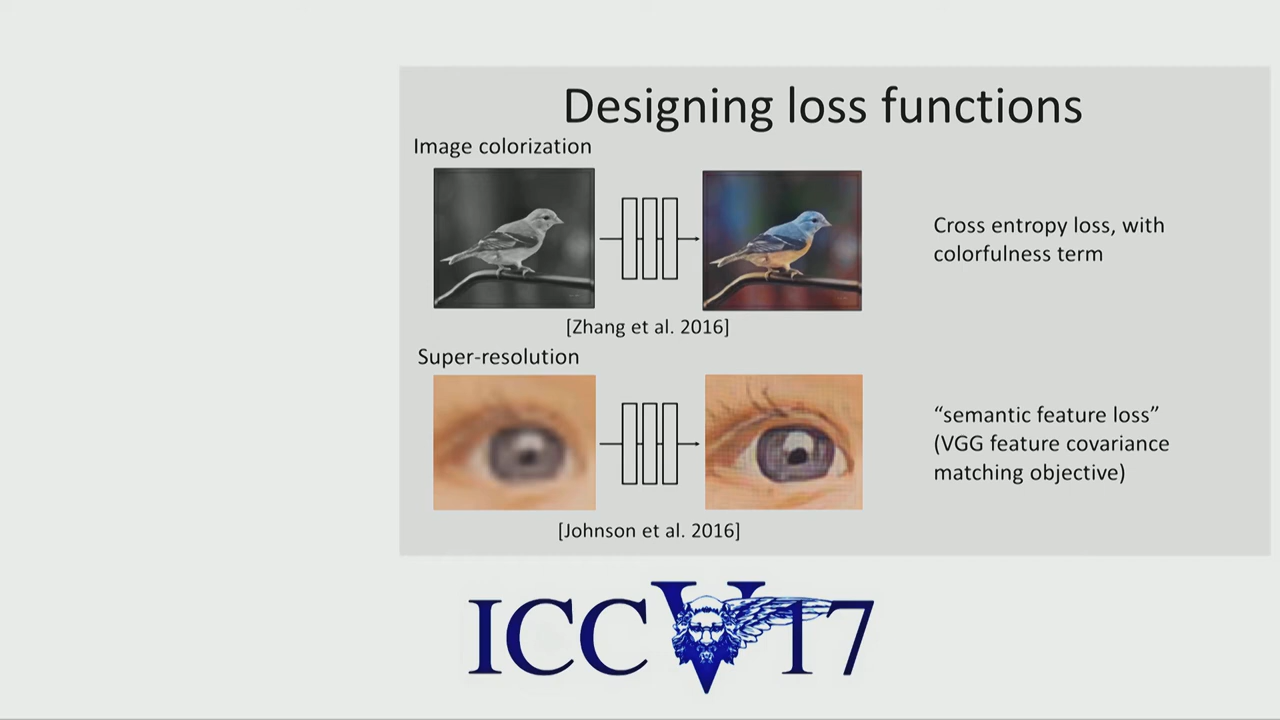 Designing loss functions
Image colorization
Cross entropy loss, with
colorfulness term
[Zhang et al. 2016]
Super-resolution
“semantic feature loss”
(VGG feature covariance
matching objective)
[Johnson et al. 2016]
ICCV17